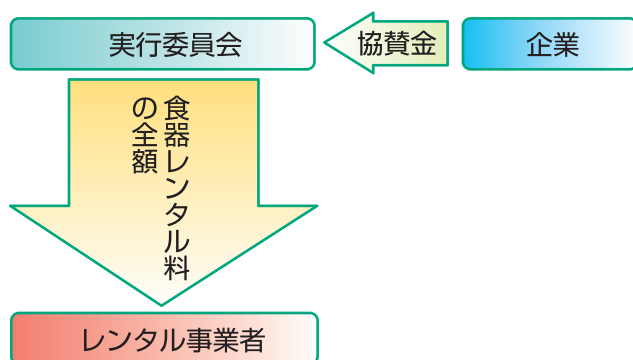 実行委員会
協賛金
企業
食器レンタル料
の全額
レンタル事業者